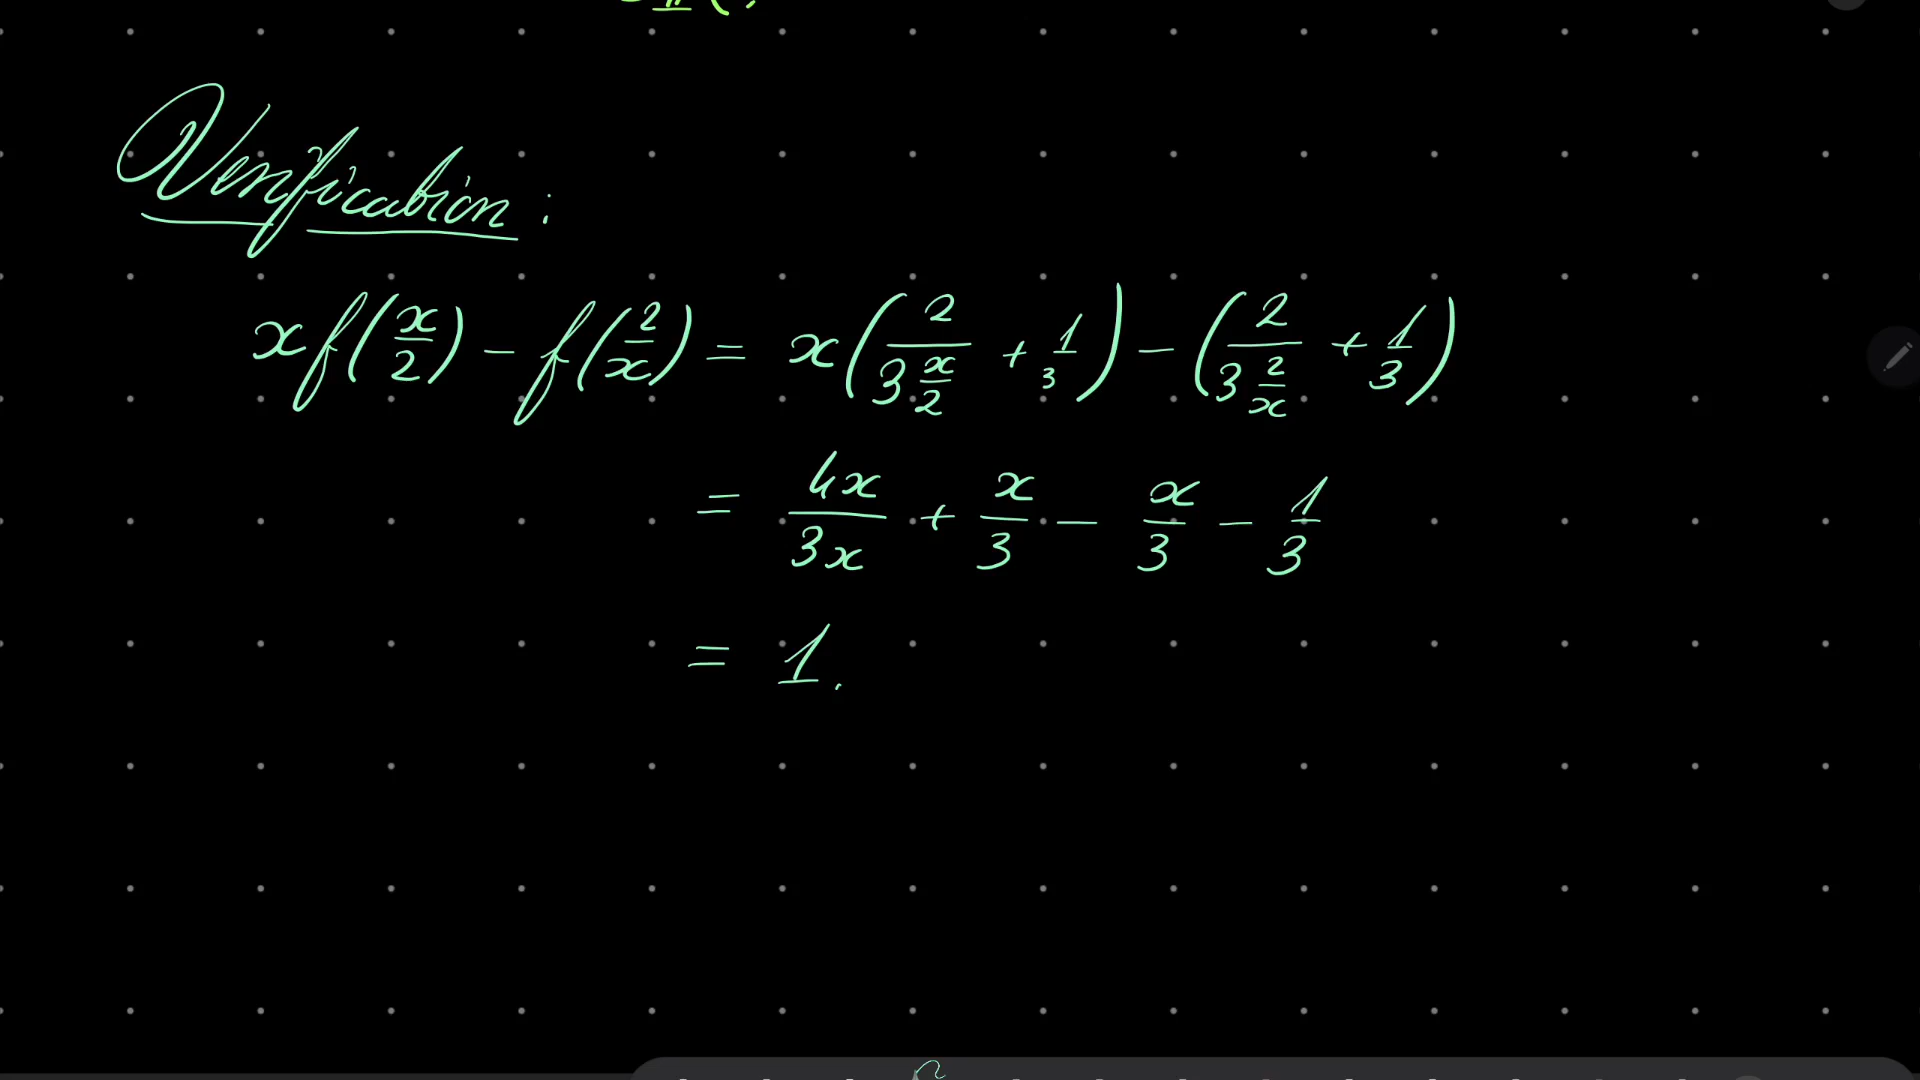 Verification:
xf(x/2) - f(2/x) = x(2/(3 x/2) + 1/3) - (2/(3 2/x) + 1/3)
= 4x/3x + x/3 - x/3 - 1/3
= 1.